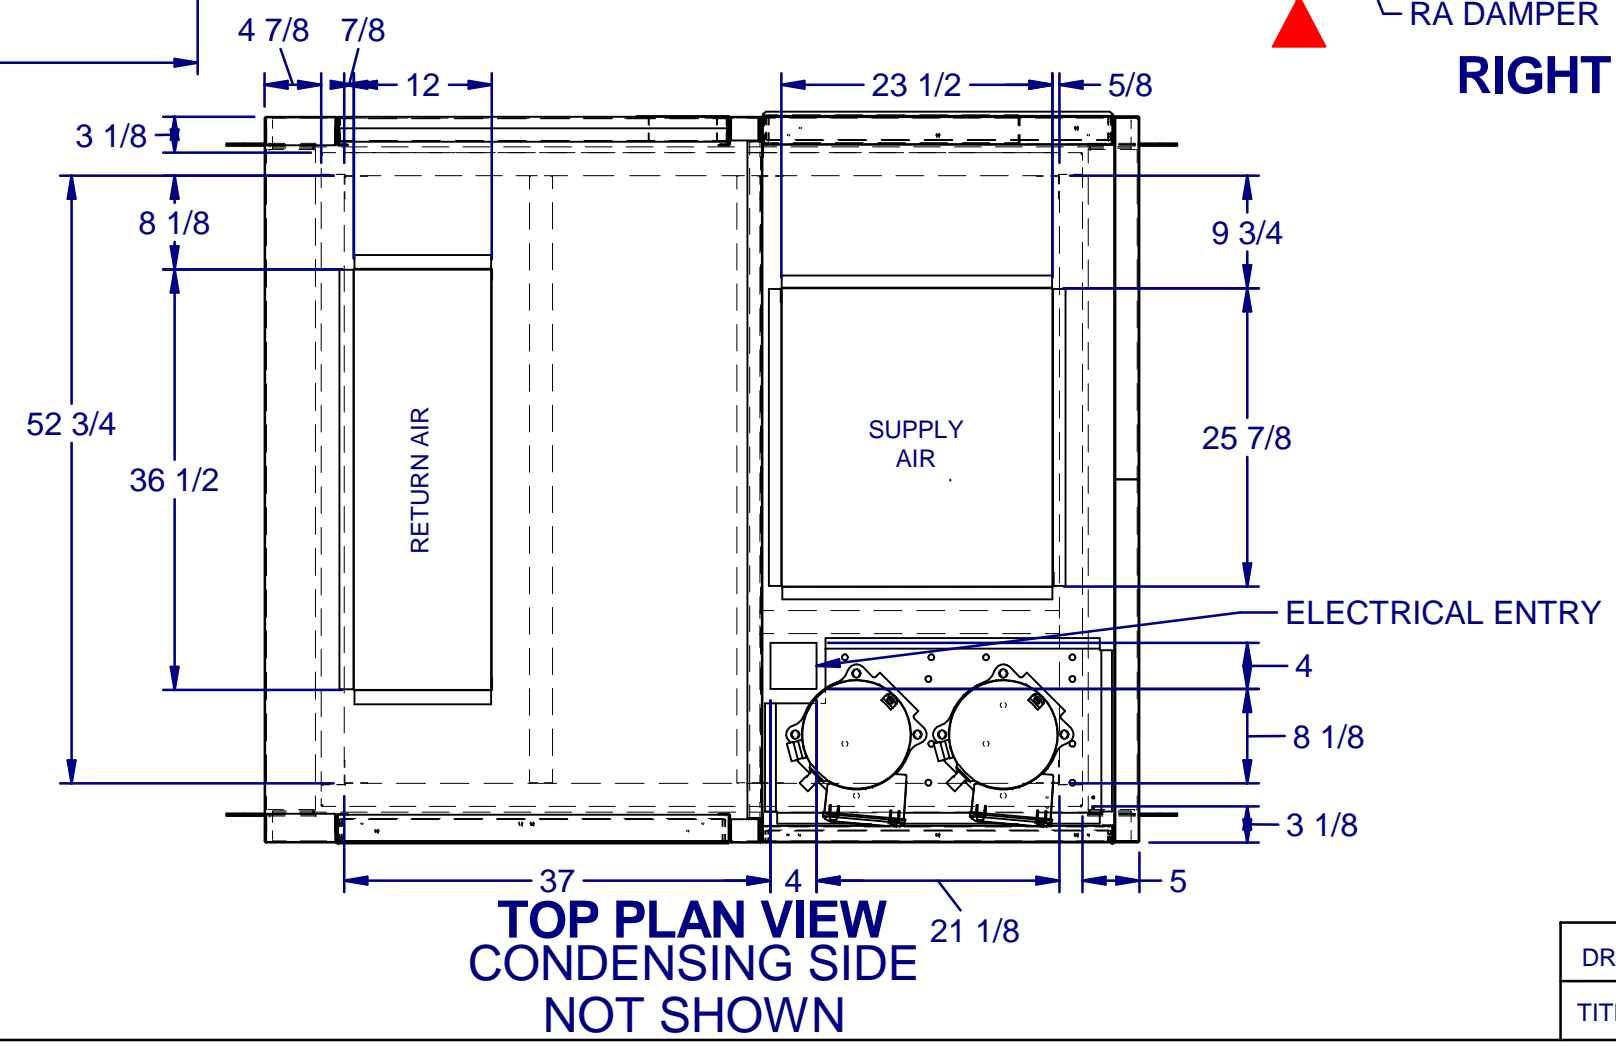 RA DAMPER
RIGHT
4 7/8
7/8
12
23 1/2
5/8
3 1/8
8 1/8
9 3/4
52 3/4
36 1/2
RETURN AIR
SUPPLY
AIR
25 7/8
ELECTRICAL ENTRY
4
8 1/8
3 1/8
37
4
21 1/8
5
TOP PLAN VIEW
CONDENSING SIDE
NOT SHOWN
DR
TIT